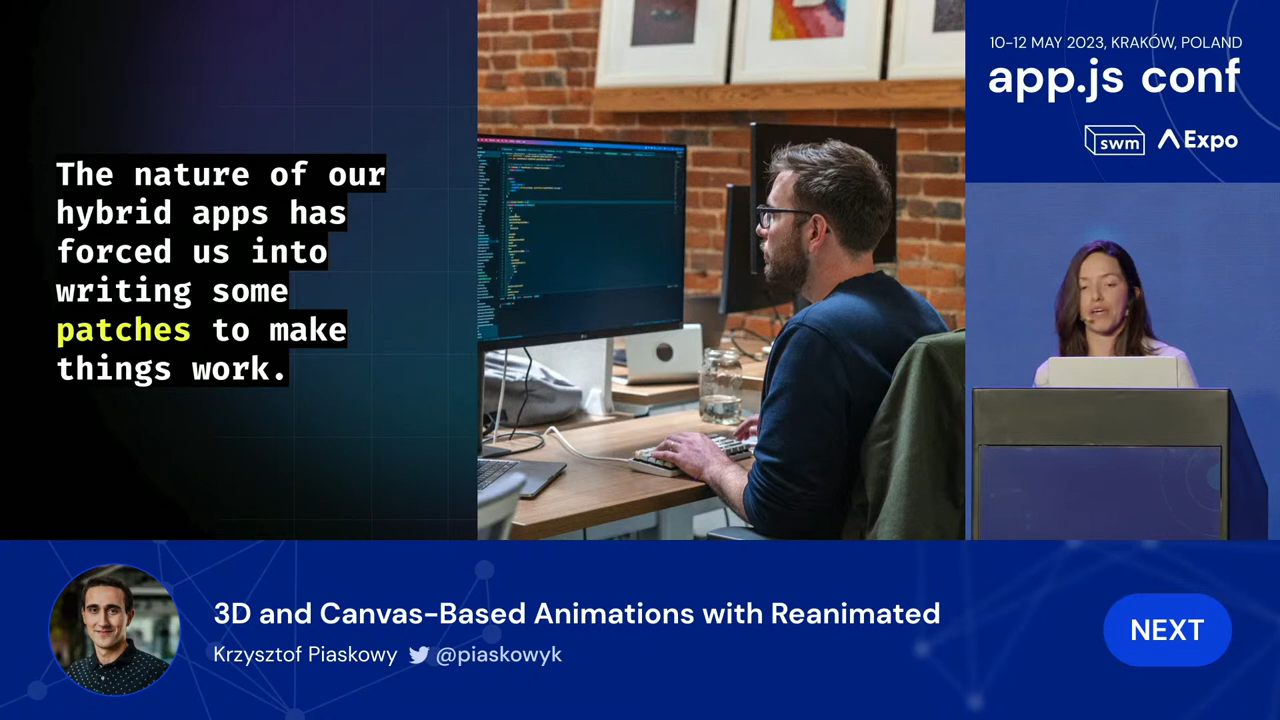 The nature of our
hybrid apps has
forced us into
writing some
patches to make
things work.
10-12 MAY 2023, KRAKÓW, POLAND
app.js conf
swm
Expo
3D and Canvas-Based Animations with Reanimated
Krzysztof Piaskowy @piaskowyk
NEXT